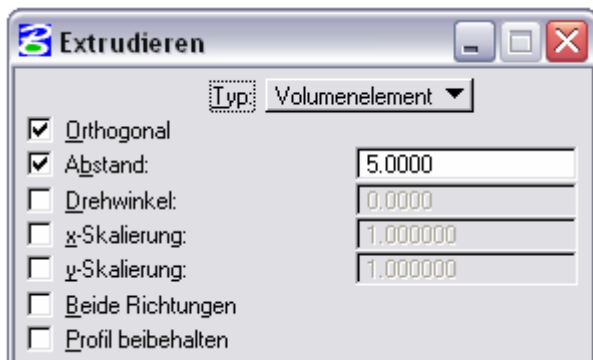 Extrudieren
Typ: Volumenelement
Orthogonal
Abstand: 5.0000
Drehwinkel: 0.0000
x-Skalierung: 1.000000
y-Skalierung: 1.000000
Beide Richtungen
Profil beibehalten